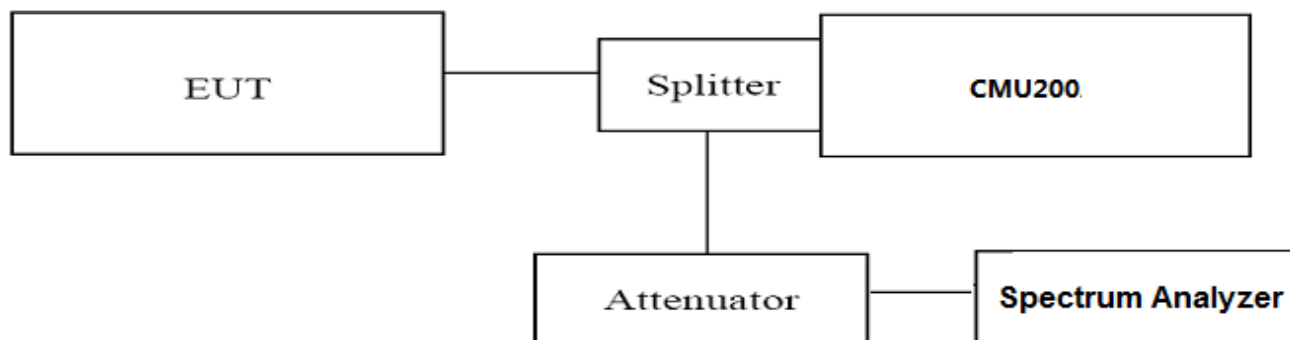 EUT
Splitter
CMU200
Attenuator
Spectrum Analyzer